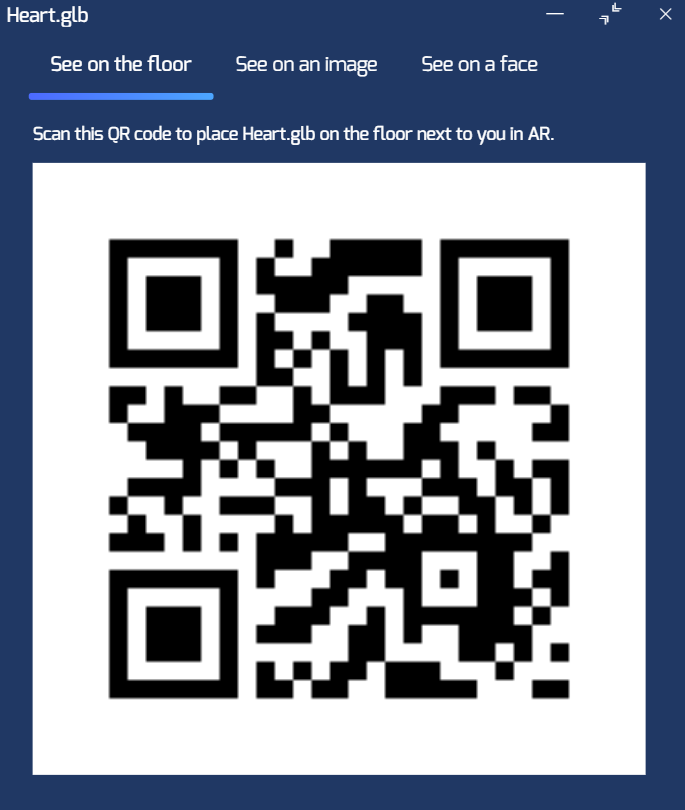 Heart.glb
See on the floor See on an image See on a face
Scan this QR code to place Heart.glb on the floor next to you in AR.